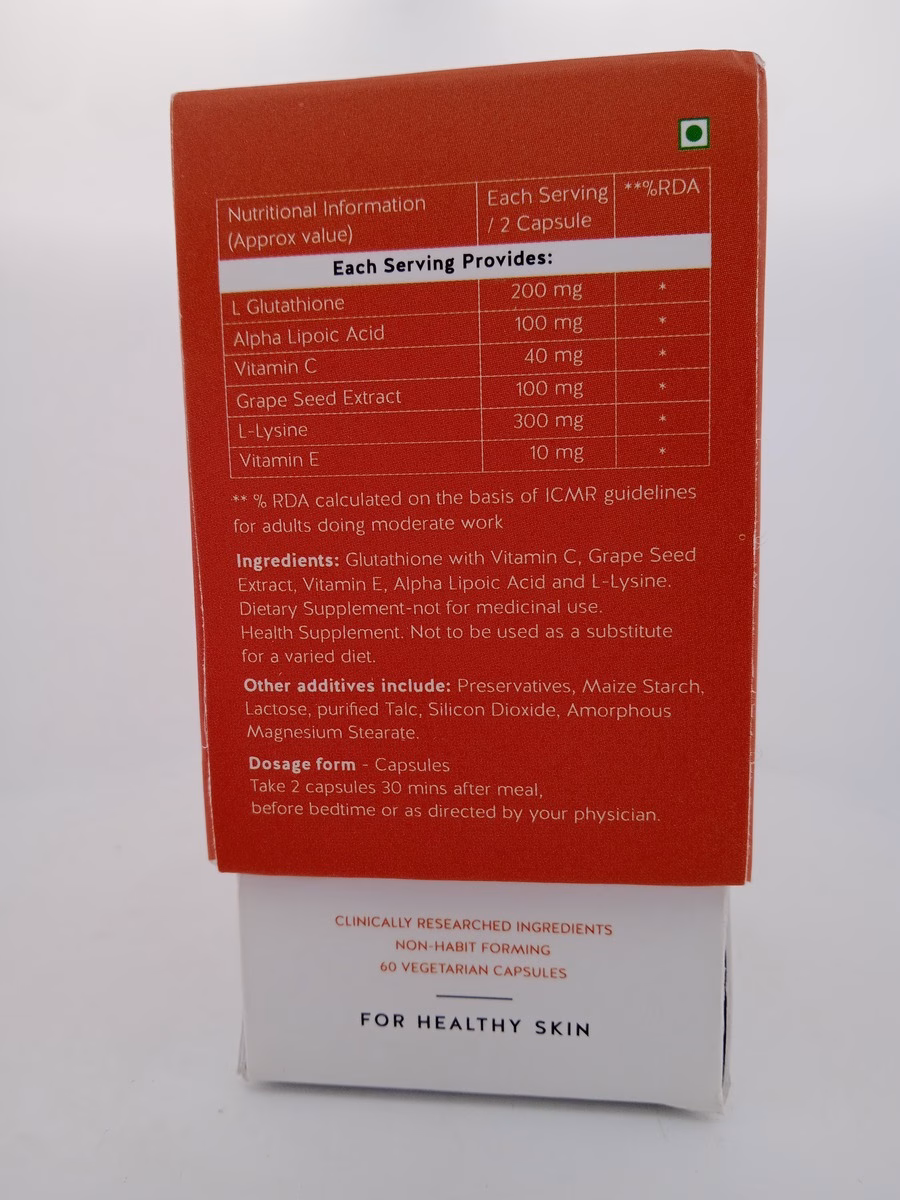 Nutritional Information (Approx value) Each Serving / 2 Capsule **%RDA
Each Serving Provides:
L Glutathione 200 mg *
Alpha Lipoic Acid 100 mg *
Vitamin C 40 mg *
Grape Seed Extract 100 mg *
L-Lysine 300 mg *
Vitamin E 10 mg *
** % RDA calculated on the basis of ICMR guidelines
for adults doing moderate work
Ingredients: Glutathione with Vitamin C, Grape Seed
Extract, Vitamin E, Alpha Lipoic Acid and L-Lysine.
Dietary Supplement-not for medicinal use.
Health Supplement. Not to be used as a substitute
for a varied diet.
Other additives include: Preservatives, Maize Starch,
Lactose, purified Talc, Silicon Dioxide, Amorphous
Magnesium Stearate.
Dosage form - Capsules
Take 2 capsules 30 mins after meal,
before bedtime or as directed by your physician.
CLINICALLY RESEARCHED INGREDIENTS
NON-HABIT FORMING
60 VEGETARIAN CAPSULES
FOR HEALTHY SKIN